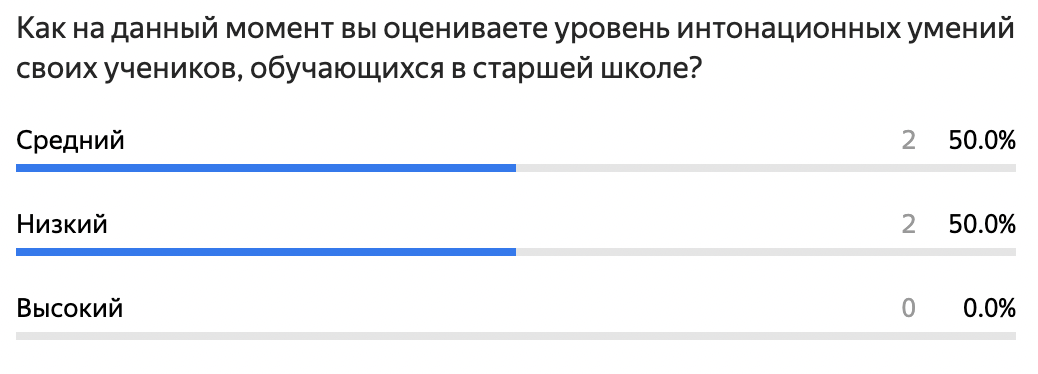 Как на данный момент вы оцениваете уровень интонационных умений
своих учеников, обучающихся в старшей школе?
Средний 2 50.0%
Низкий 2 50.0%
Высокий 0 0.0%